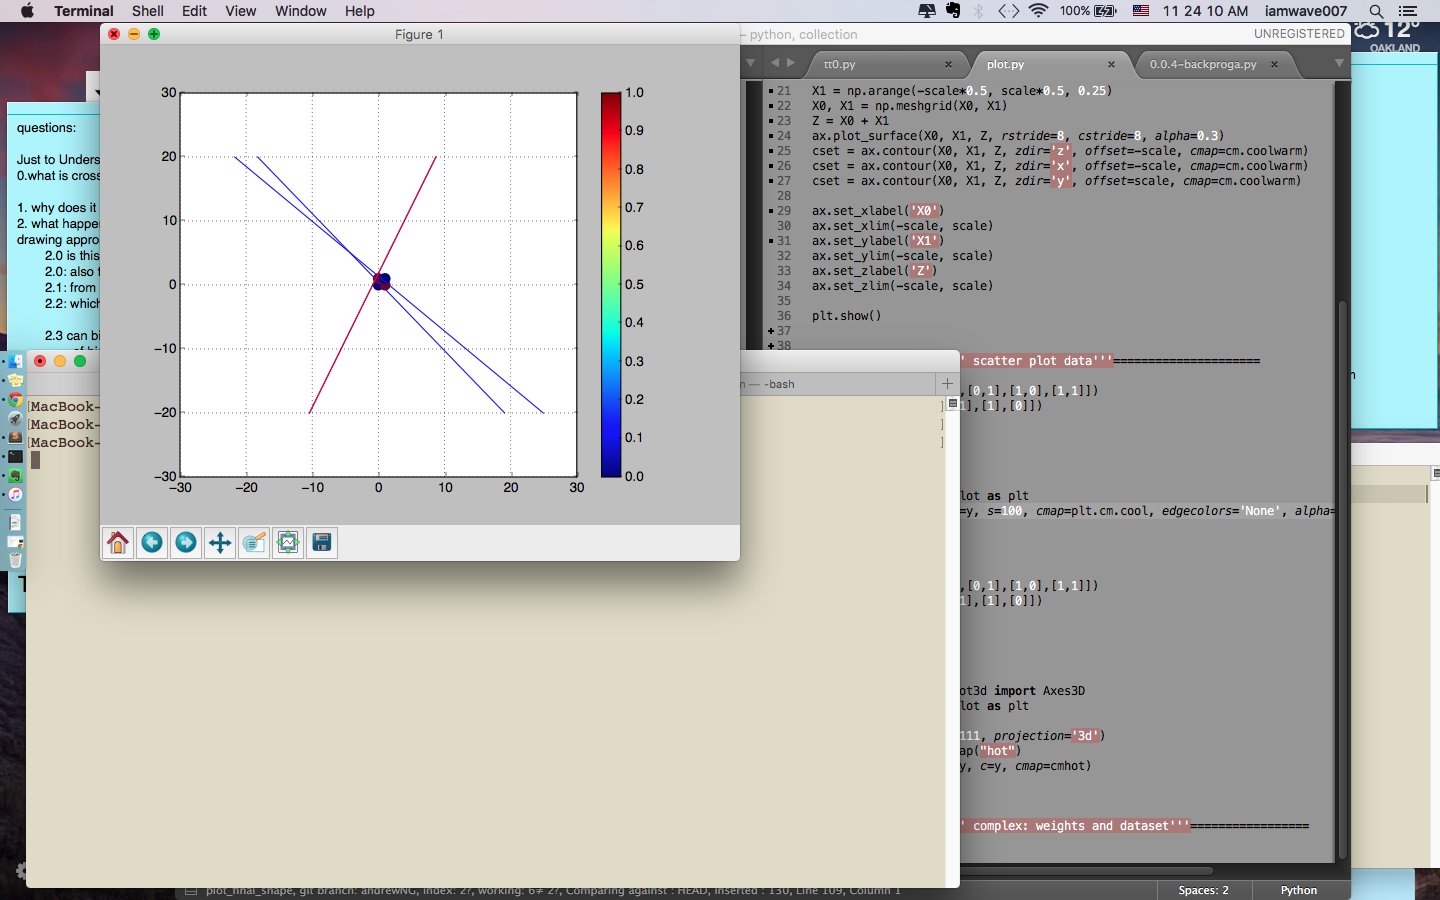 Terminal Shell Edit View Window Help 100% 11 24 10 AM iamwave007
Figure 1
– python, collection UNREGISTERED
12°
OAKLAND
tt0.py × plot.py × 0.0.4-backproga.py ×
questions:
Just to Unders
0.what is cross
1. why does it
2. what happe
drawing appro
2.0 is this
2.0: also
2.1: from
2.2: which
2.3 can bi
30
20
10
0
−10
−20
−30
−30 −20 −10 0 10 20 30
1.0
0.9
0.8
0.7
0.6
0.5
0.4
0.3
0.2
0.1
0.0
21 X1 = np.arange(-scale*0.5, scale*0.5, 0.25)
22 X0, X1 = np.meshgrid(X0, X1)
23 Z = X0 + X1
24 ax.plot_surface(X0, X1, Z, rstride=8, cstride=8, alpha=0.3)
25 cset = ax.contour(X0, X1, Z, zdir='z', offset=-scale, cmap=cm.coolwarm)
26 cset = ax.contour(X0, X1, Z, zdir='x', offset=-scale, cmap=cm.coolwarm)
27 cset = ax.contour(X0, X1, Z, zdir='y', offset=scale, cmap=cm.coolwarm)
28
29 ax.set_xlabel('X0')
30 ax.set_xlim(-scale, scale)
31 ax.set_ylabel('X1')
32 ax.set_ylim(-scale, scale)
33 ax.set_zlabel('Z')
34 ax.set_zlim(-scale, scale)
35
36 plt.show()
37
38
' scatter plot data'''=====================
,[0,1],[1,0],[1,1]])
1],[1],[0]])
lot as plt
=y, s=100, cmap=plt.cm.cool, edgecolors='None', alpha=
,[0,1],[1,0],[1,1]])
1],[1],[0]])
ot3d import Axes3D
lot as plt
111, projection='3d')
ap("hot")
y, c=y, cmap=cmhot)
' complex: weights and dataset'''=================
n — -bash
[MacBook- ]
[MacBook- ]
[MacBook- ]
plot_final_shape, git branch: andrewNG, index: 2?, working: 6≠ 2?, Comparing against : HEAD, Inserted : 130, Line 109, Column 1
Spaces: 2 Python